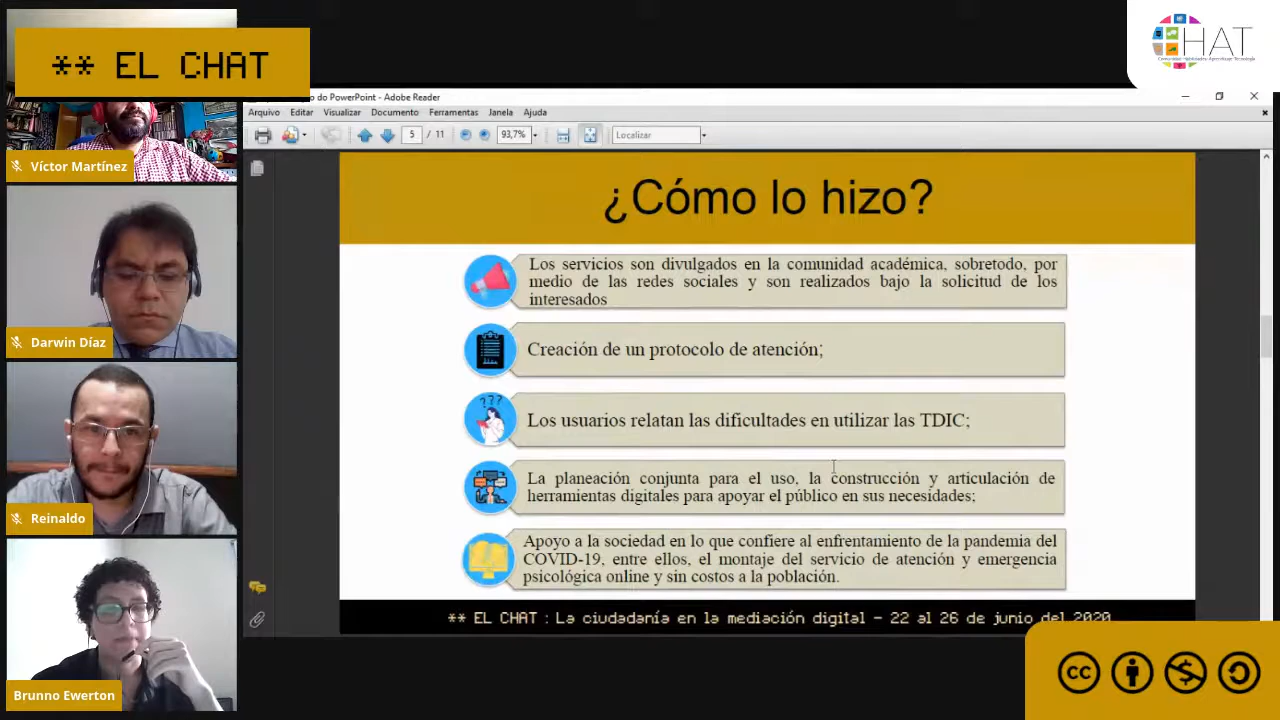 ** EL CHAT
HAT
Víctor Martínez
Darwin Díaz
Reinaldo
Brunno Ewerton
do PowerPoint - Adobe Reader
Arquivo Editar Visualizar Documento Ferramentas Janela Ajuda
5 / 11 93,7% Localizar
¿Cómo lo hizo?
Los servicios son divulgados en la comunidad académica, sobretodo, por
medio de las redes sociales y son realizados bajo la solicitud de los
interesados
Creación de un protocolo de atención;
???
Los usuarios relatan las dificultades en utilizar las TDIC;
La planeación conjunta para el uso, la construcción y articulación de
herramientas digitales para apoyar el público en sus necesidades;
Apoyo a la sociedad en lo que confiere al enfrentamiento de la pandemia del
COVID-19, entre ellos, el montaje del servicio de atención y emergencia
psicológica online y sin costos a la población.
** EL CHAT : La ciudadanía en la mediación digital - 22 al 26 de junio del 2020
cc